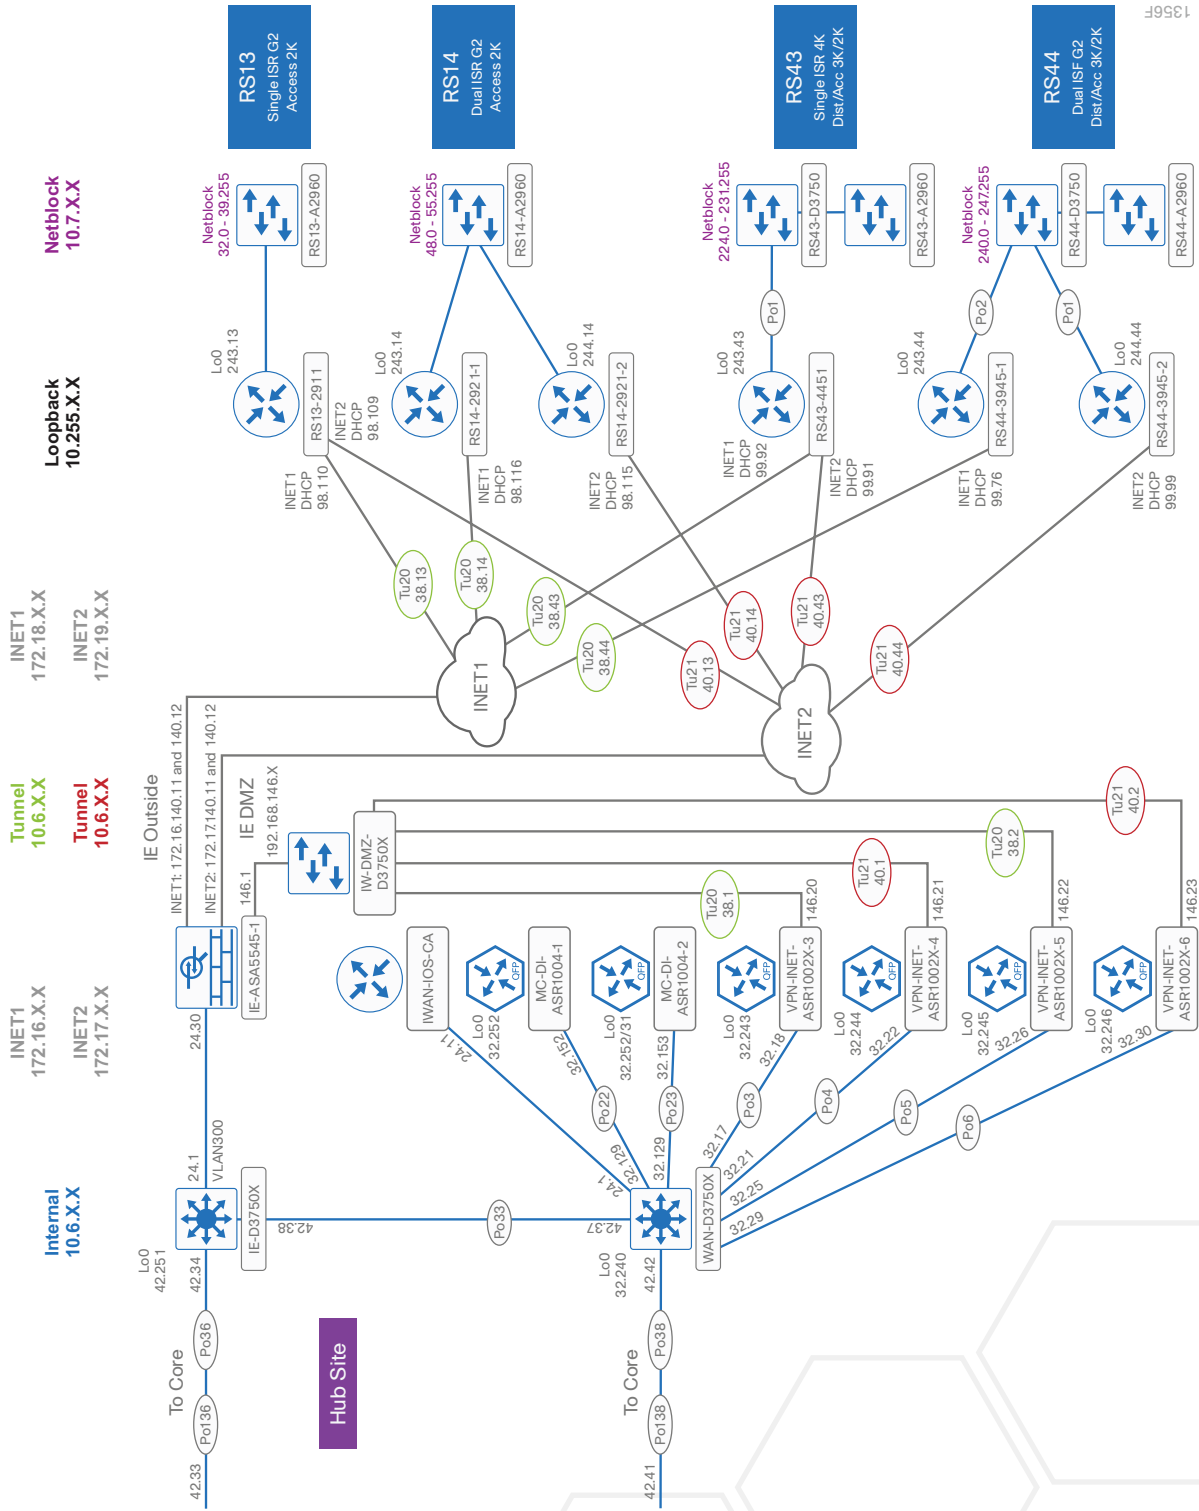 Internal
10.6.X.X
INET1
172.16.X.X
INET2
172.17.X.X
Tunnel
10.6.X.X
Tunnel
10.6.X.X
INET1
172.18.X.X
INET2
172.19.X.X
Loopback
10.255.X.X
Netblock
10.7.X.X
To Core
42.33
Po136
Po36
42.34
Lo0
42.251
IE-D3750X
24.1
VLAN300
24.30
IE-ASA5545-1
IE Outside
INET1: 172.16.140.11 and 140.12
INET2: 172.17.140.11 and 140.12
146.1
IE DMZ
192.168.146.X
IW-DMZ-
D3750X
42.38
Po33
42.37
Hub Site
To Core
42.41
Po138
Po38
42.42
Lo0
32.240
WAN-D3750X
24.1
24.11
IWAN-IOS-CA
32.129
Po22
32.152
Lo0
32.252
QFP
MC-DI-
ASR1004-1
32.129
Po23
32.153
Lo0
32.252/31
QFP
MC-DI-
ASR1004-2
32.17
Po3
32.18
Lo0
32.243
QFP
VPN-INET-
ASR1002X-3
146.20
Tu20
38.1
32.21
Po4
32.22
Lo0
32.244
QFP
VPN-INET-
ASR1002X-4
146.21
Tu21
40.1
32.25
Po5
32.26
Lo0
32.245
QFP
VPN-INET-
ASR1002X-5
146.22
Tu20
38.2
32.29
Po6
32.30
Lo0
32.246
QFP
VPN-INET-
ASR1002X-6
146.23
Tu21
40.2
INET1
INET2
Tu20
38.13
Tu20
38.14
Tu20
38.43
Tu20
38.44
Tu21
40.13
Tu21
40.14
Tu21
40.43
Tu21
40.44
INET1
DHCP
98.110
INET2
DHCP
98.109
Lo0
243.13
RS13-2911
Netblock
32.0 - 39.255
RS13-A2960
RS13
Single ISR G2
Access 2K
INET1
DHCP
98.116
Lo0
243.14
RS14-2921-1
INET2
DHCP
98.115
Lo0
244.14
RS14-2921-2
Netblock
48.0 - 55.255
RS14-A2960
RS14
Dual ISR G2
Access 2K
INET1
DHCP
99.92
INET2
DHCP
99.91
Lo0
243.43
RS43-4451
Po1
Netblock
224.0 - 231.255
RS43-D3750
RS43-A2960
RS43
Single ISR 4K
Dist/Acc 3K/2K
INET1
DHCP
99.76
Lo0
243.44
RS44-3945-1
Po2
INET2
DHCP
99.99
Lo0
244.44
RS44-3945-2
Po1
Netblock
240.0 - 247.255
RS44-D3750
RS44-A2960
RS44
Dual ISF G2
Dist/Acc 3K/2K
1356F